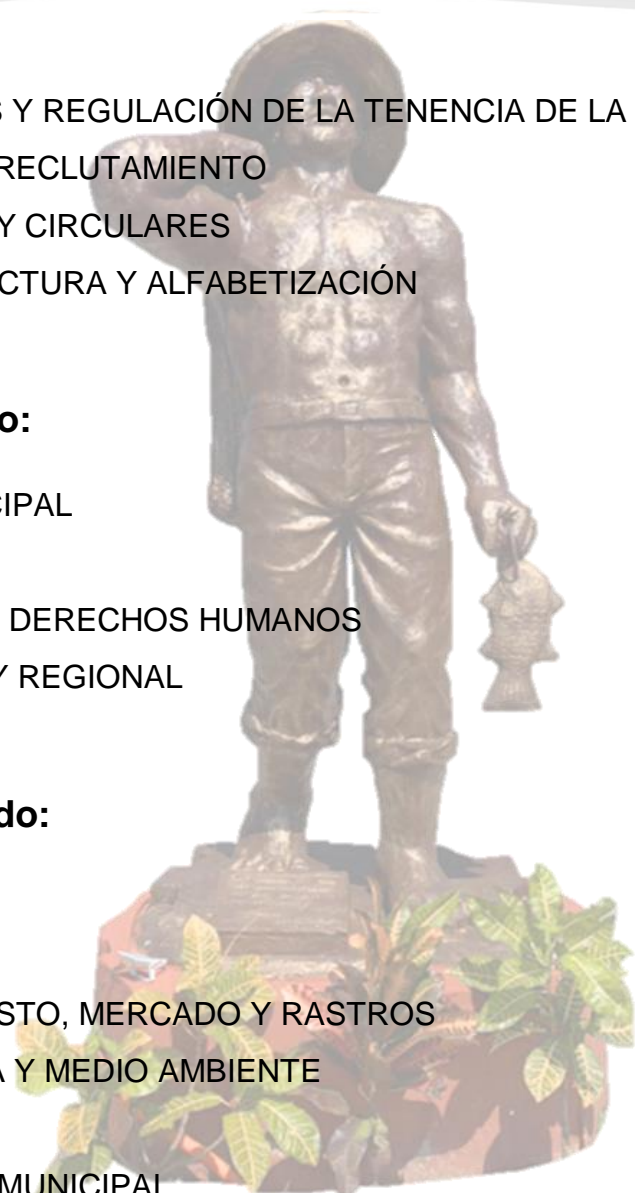 Y REGULACIÓN DE LA TENENCIA DE LA
RECLUTAMIENTO
Y CIRCULARES
CTURA Y ALFABETIZACIÓN
o:
CIPAL
DERECHOS HUMANOS
Y REGIONAL
do:
STO, MERCADO Y RASTROS
A Y MEDIO AMBIENTE
MUNICIPAL